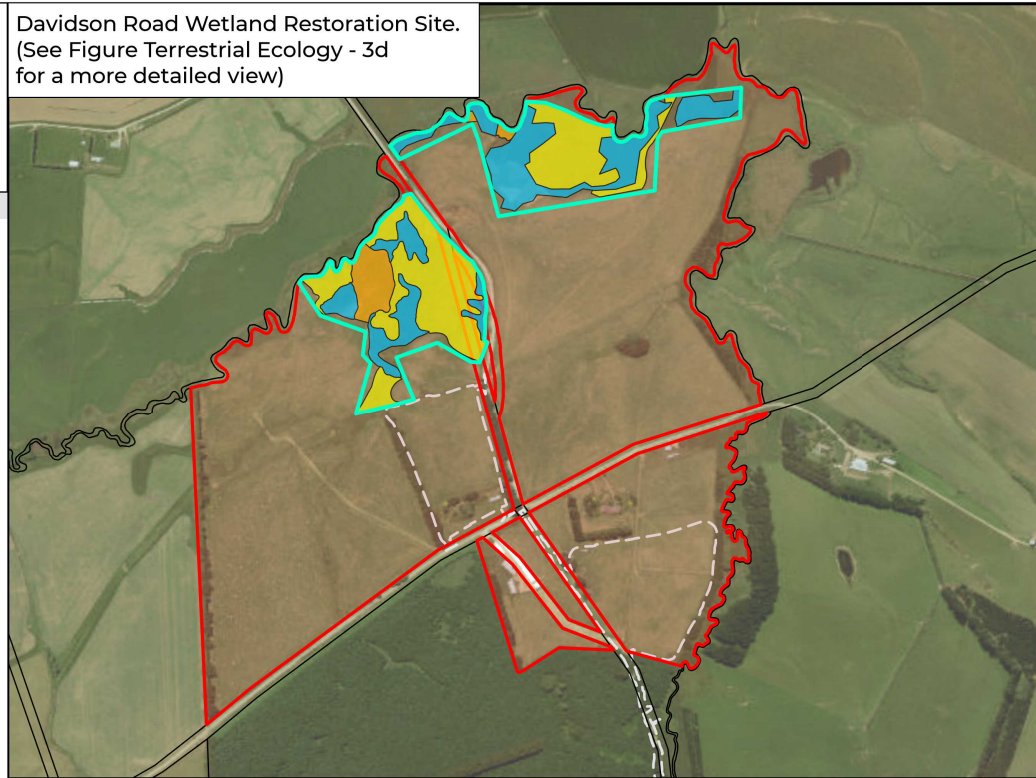 Davidson Road Wetland Restoration Site.
(See Figure Terrestrial Ecology - 3d
for a more detailed view)